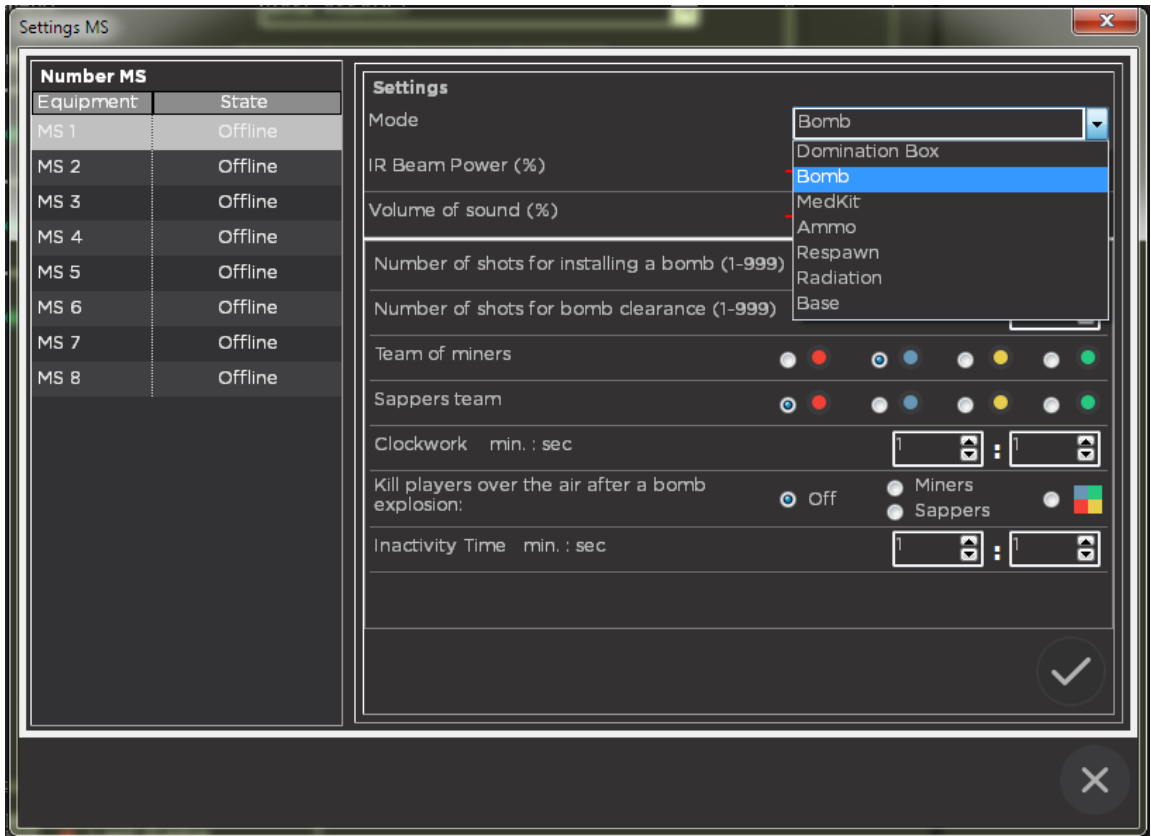 Settings MS
Number MS
Equipment State
MS 1 Offline
MS 2 Offline
MS 3 Offline
MS 4 Offline
MS 5 Offline
MS 6 Offline
MS 7 Offline
MS 8 Offline
Settings
Mode Bomb
Domination Box
Bomb
MedKit
Ammo
Respawn
Radiation
Base
IR Beam Power (%)
Volume of sound (%)
Number of shots for installing a bomb (1-999)
Number of shots for bomb clearance (1-999)
Team of miners
Sappers team
Clockwork min. : sec 1 : 1
Kill players over the air after a bomb
explosion:
Off
Miners
Sappers
Inactivity Time min. : sec 1 : 1